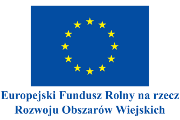 Europejski Fundusz Rolny na rzecz
Rozwoju Obszarów Wiejskich